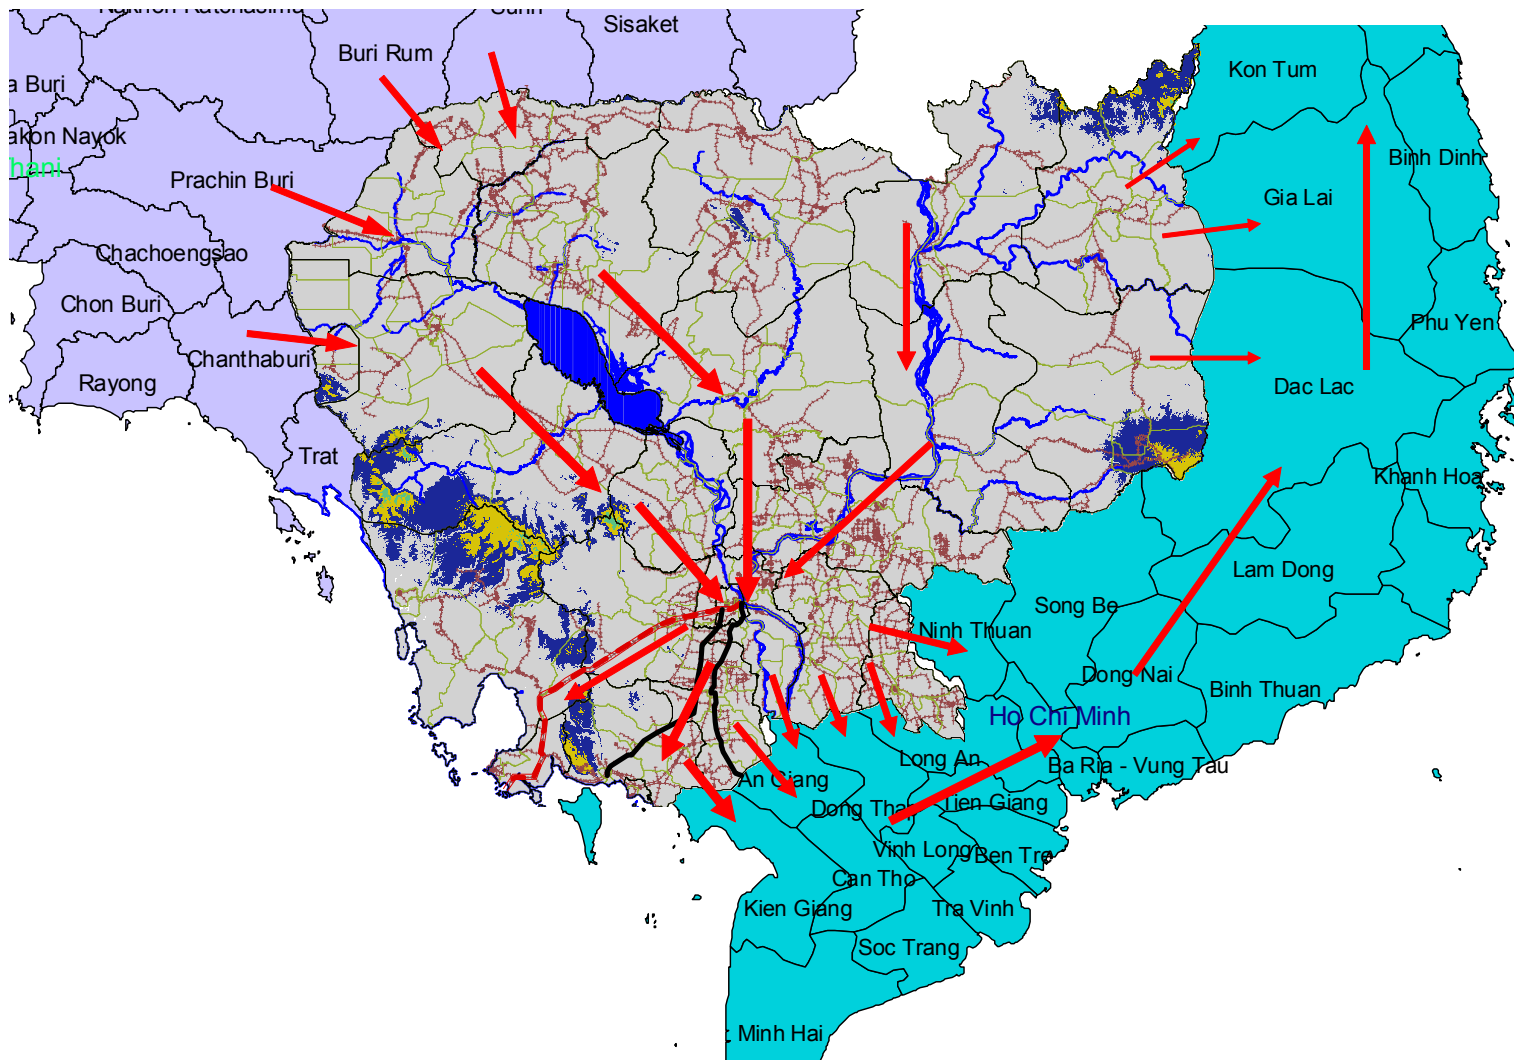 Sisaket
Buri Rum
Kon Tum
a Buri
akon Nayok
hani
Binh Dinh
Prachin Buri
Gia Lai
Chachoengsao
Chon Buri
Phu Yen
Chanthaburi
Rayong
Dac Lac
Trat
Khanh Hoa
Lam Dong
Song Be
Ninh Thuan
Dong Nai
Binh Thuan
Ho Chi Minh
Long An
Ba Ria - Vung Tau
An Giang
Dong Thap
Tien Giang
Vinh Long
Ben Tre
Can Tho
Kien Giang
Tra Vinh
Soc Trang
Minh Hai